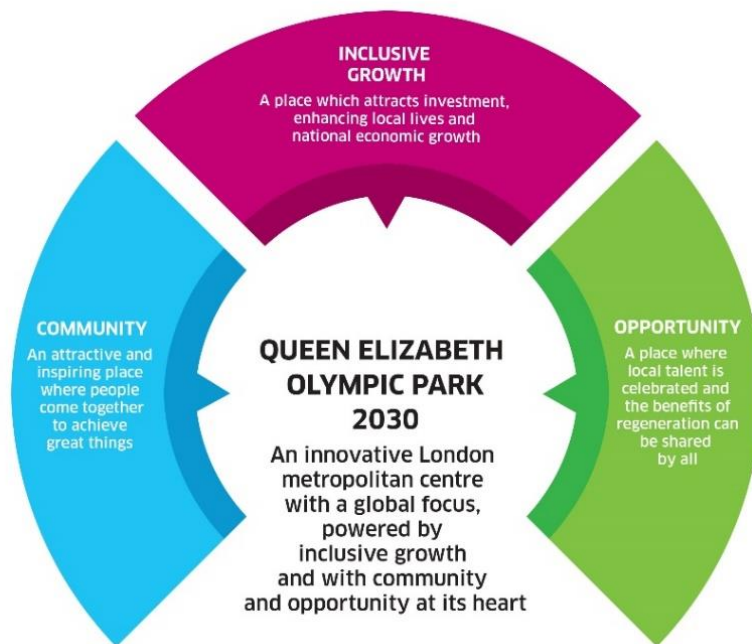 INCLUSIVE
GROWTH
A place which attracts investment,
enhancing local lives and
national economic growth
COMMUNITY
An attractive and
inspiring place
where people
come together
to achieve
great things
QUEEN ELIZABETH
OLYMPIC PARK
2030
An innovative London
metropolitan centre
with a global focus,
powered by
inclusive growth
and with community
and opportunity at its heart
OPPORTUNITY
A place where
local talent is
celebrated and
the benefits of
regeneration can
be shared
by all